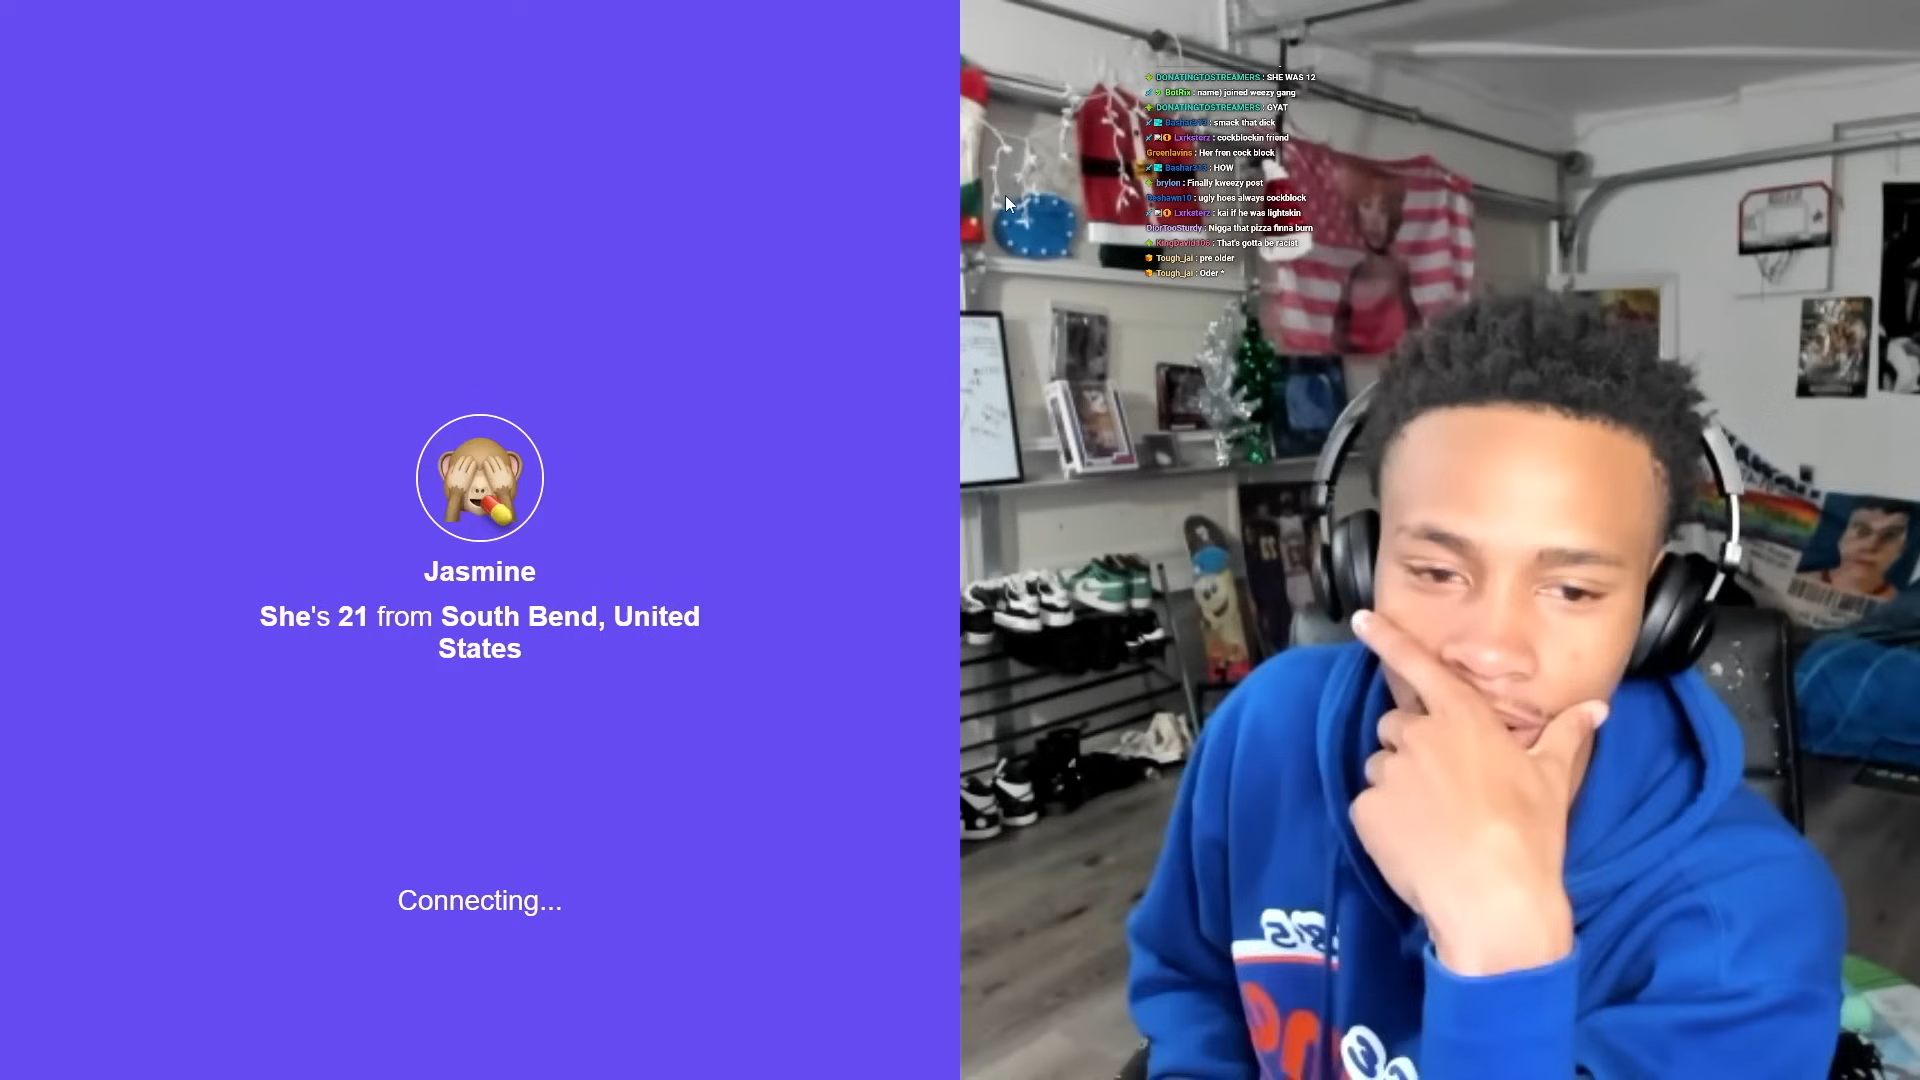 Jasmine
She's 21 from South Bend, United
States
Connecting...
DONATINGTOSTREAMERS : SHE WAS 12
BotRix : name) joined weezy gang
DONATINGTOSTREAMERS : GYAT
: smack that dick
Lxrksterz : cockblockin friend
Greenlavins : Her fren cock block
: HOW
brylon : Finally kweezy post
Deshawn10 : ugly hoes always cockblock
Lxrksterz : kai if he was lightskin
DiorTooSturdy : Nigga that pizza finna burn
KingDavid106 : That's gotta be racist
Tough_jai : pre older
Tough_jai : Oder *